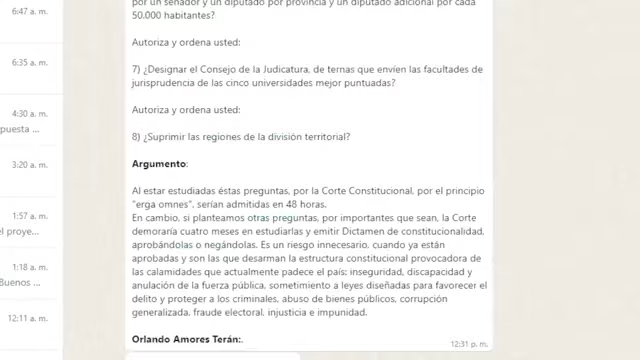 por un senador y un diputado por provincia y un diputado adicional por cada
50.000 habitantes?
Autoriza y ordena usted:
7) ¿Designar el Consejo de la Judicatura, de ternas que envíen las facultades de
jurisprudencia de las cinco universidades mejor puntuadas?
Autoriza y ordena usted:
8) ¿Suprimir las regiones de la división territorial?
Argumento:
Al estar estudiadas éstas preguntas, por la Corte Constitucional, por el principio
"erga omnes", serían admitidas en 48 horas.
En cambio, si planteamos otras preguntas, por importantes que sean, la Corte
demoraría cuatro meses en estudiarlas y emitir Dictamen de constitucionalidad,
aprobándolas o negándolas. Es un riesgo innecesario, cuando ya están
aprobadas y son las que desarman la estructura constitucional provocadora de
las calamidades que actualmente padece el país: inseguridad, discapacidad y
anulación de la fuerza pública, sometimiento a leyes diseñadas para favorecer el
delito y proteger a los criminales, abuso de bienes públicos, corrupción
generalizada, fraude electoral, injusticia e impunidad.
Orlando Amores Terán:.
12:31 p. m.
6:47 a. m.
6:35 a. m.
4:30 a. m.
puesta ...
3:20 a. m.
1:57 a. m.
el proye...
1:18 a. m.
Buenos ...
12:11 a. m.